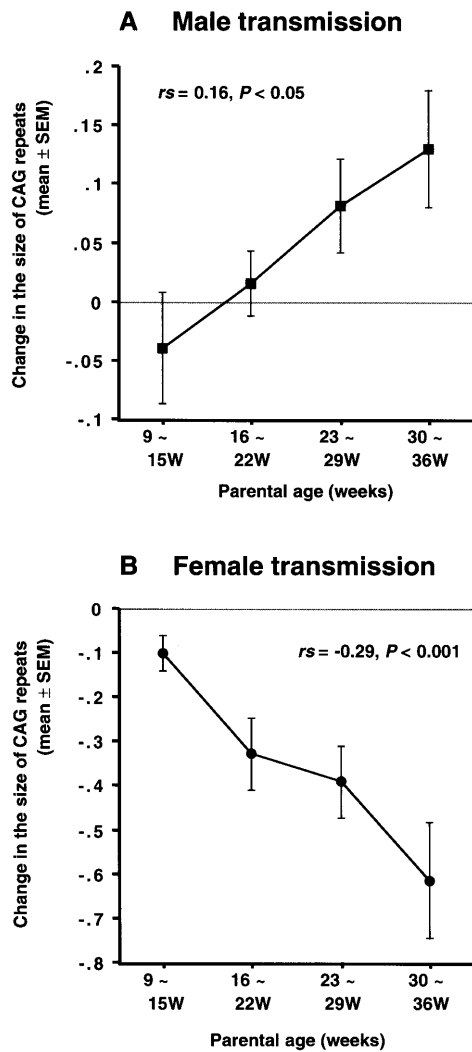 A Male transmission
rs = 0.16, P < 0.05
Change in the size of CAG repeats
(mean ± SEM)
.2
.15
.1
.05
0
-.05
-.1
9 ~ 16 ~ 23 ~ 30 ~
15W 22W 29W 36W
Parental age (weeks)
B Female transmission
rs = -0.29, P < 0.001
Change in the size of CAG repeats
(mean ± SEM)
0
-.1
-.2
-.3
-.4
-.5
-.6
-.7
-.8
9 ~ 16 ~ 23 ~ 30 ~
15W 22W 29W 36W
Parental age (weeks)